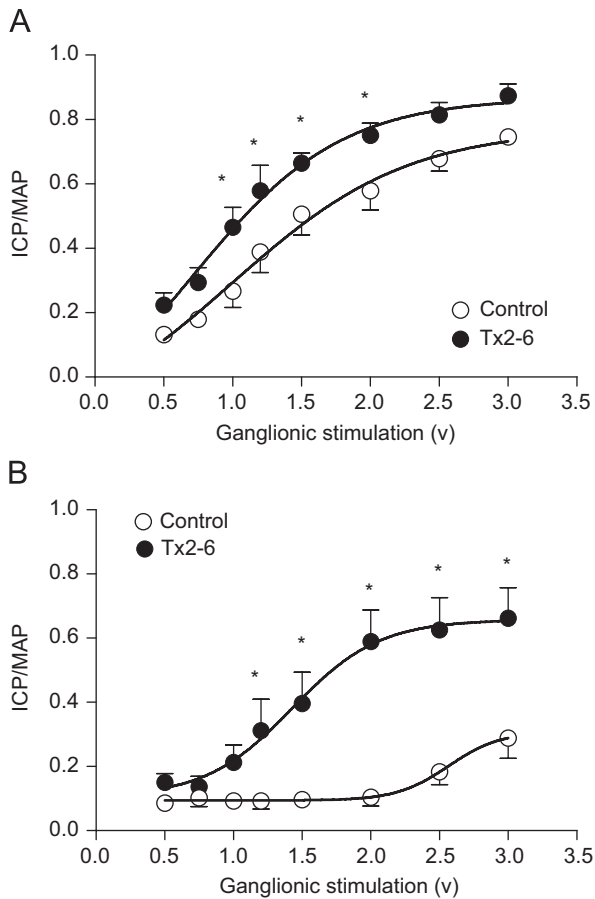 A
1.0
0.8
0.6
0.4
0.2
0.0
ICP/MAP
* * * *
Control
Tx2-6
0.0 0.5 1.0 1.5 2.0 2.5 3.0 3.5
Ganglionic stimulation (v)
B
1.0
0.8
0.6
0.4
0.2
0.0
ICP/MAP
Control
Tx2-6
* * * * *
0.0 0.5 1.0 1.5 2.0 2.5 3.0 3.5
Ganglionic stimulation (v)